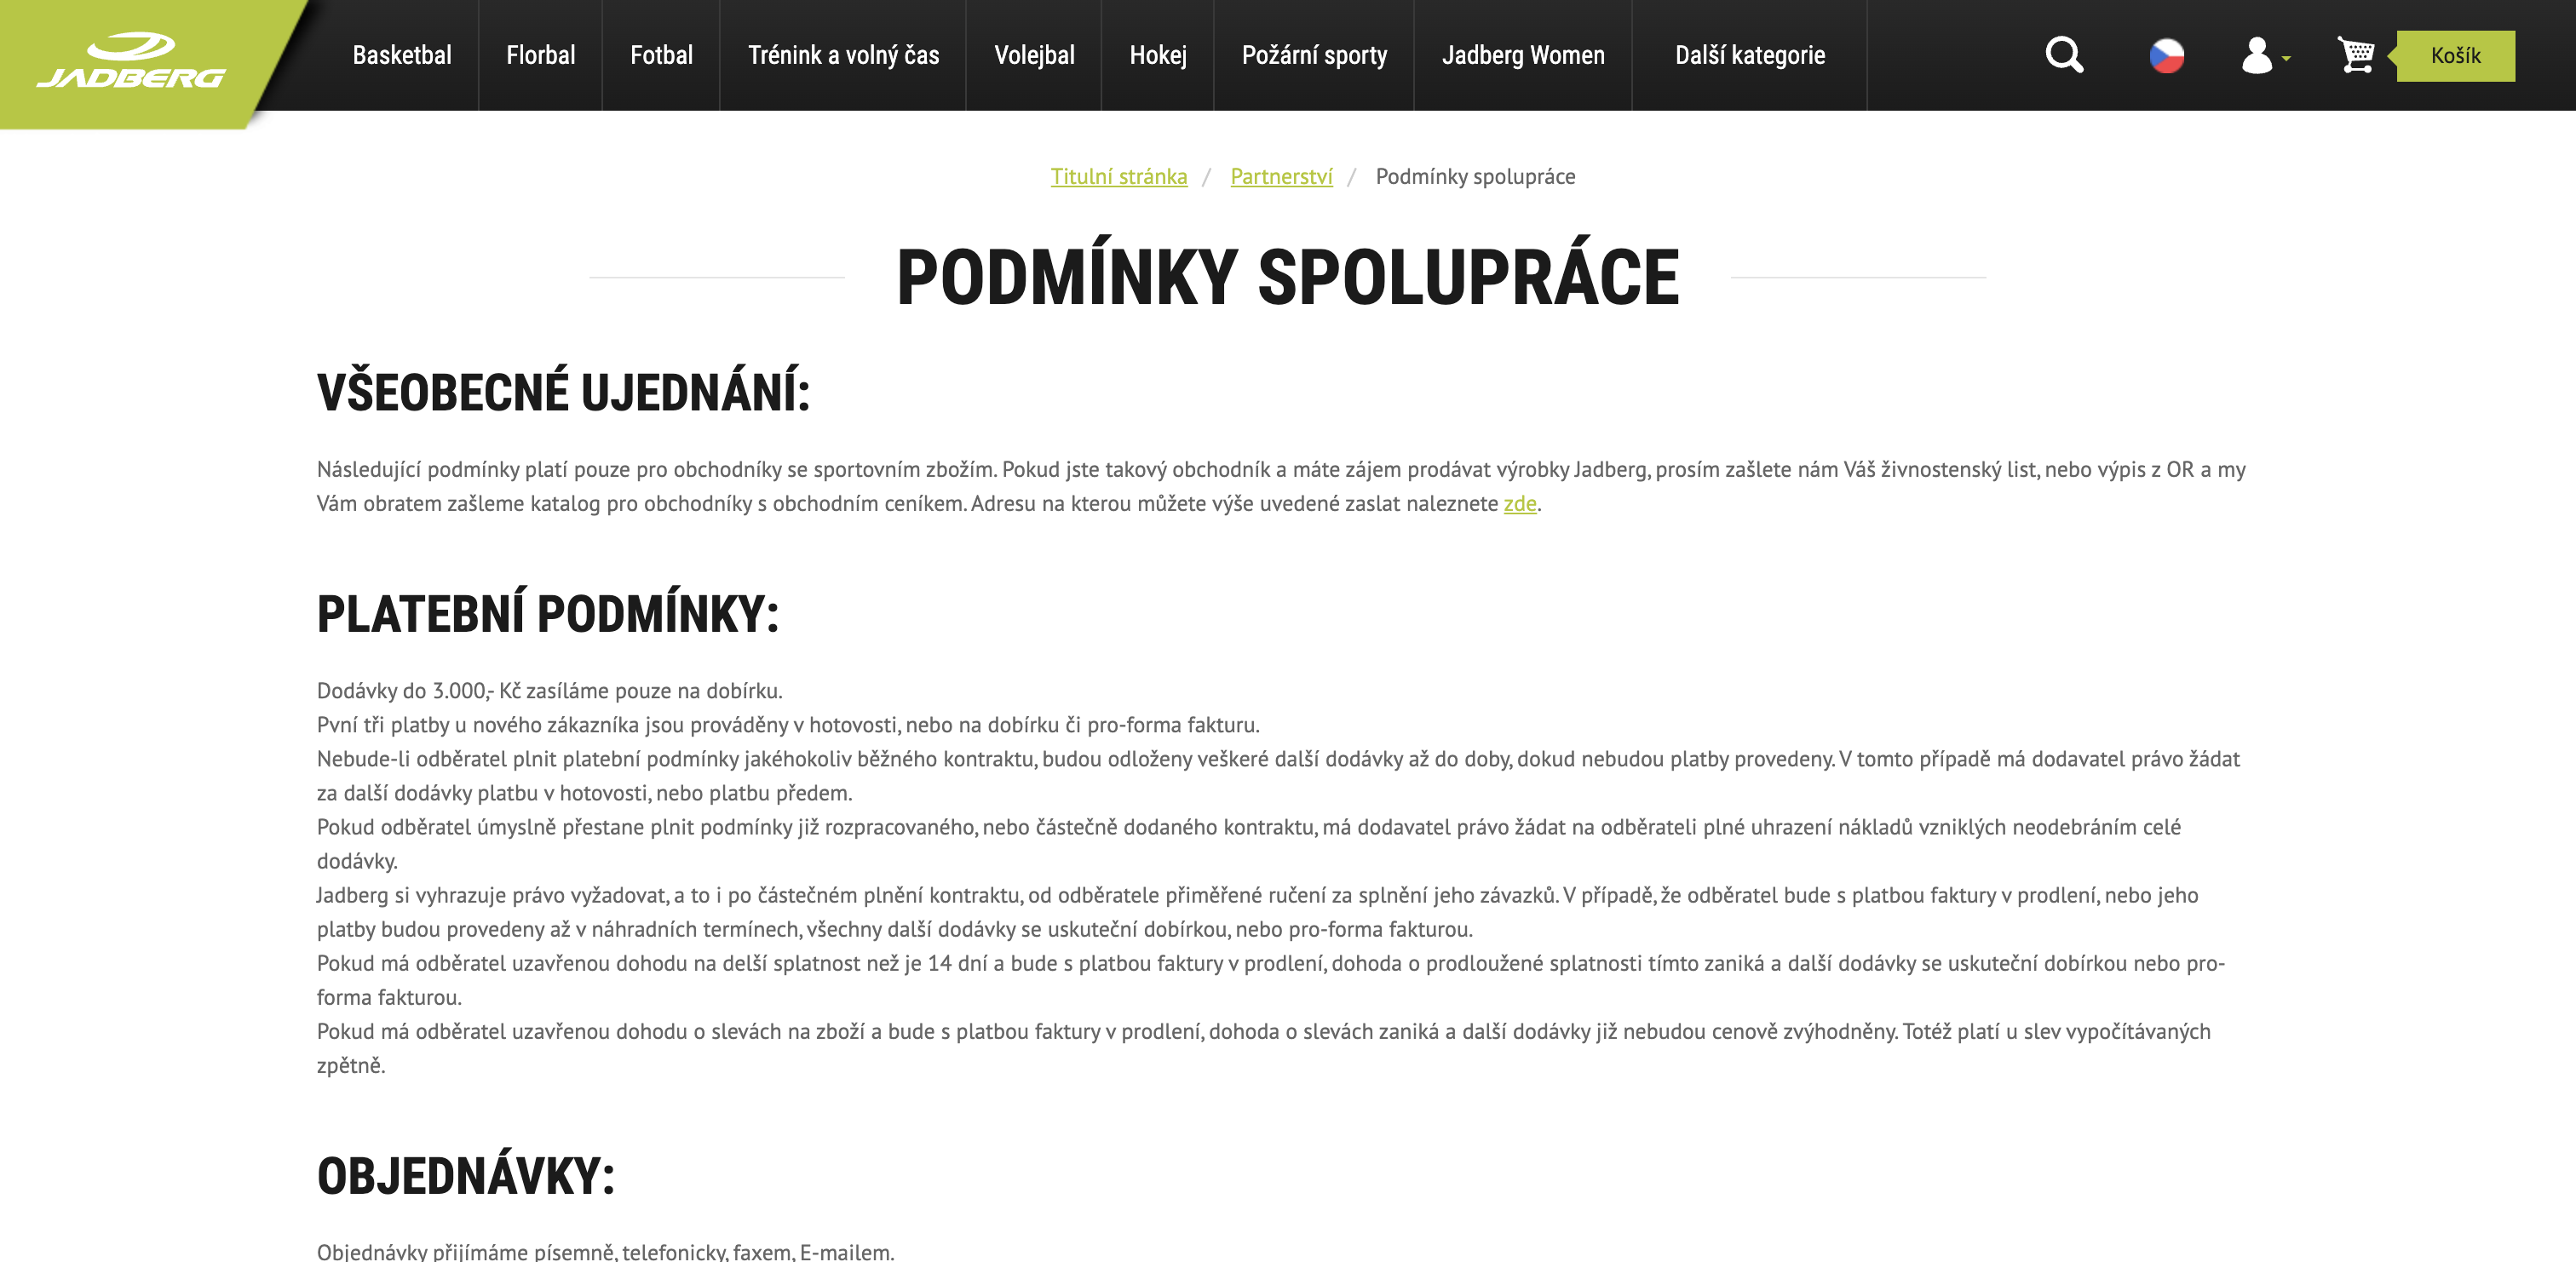 JADBERG
Basketbal
Florbal
Fotbal
Trénink a volný čas
Volejbal
Hokej
Požární sporty
Jadberg Women
Další kategorie
Košík
Titulní stránka / Partnerství / Podmínky spolupráce
PODMÍNKY SPOLUPRÁCE
VŠEOBECNÉ UJEDNÁNÍ:
Následující podmínky platí pouze pro obchodníky se sportovním zbožím. Pokud jste takový obchodník a máte zájem prodávat výrobky Jadberg, prosím zašlete nám Váš živnostenský list, nebo výpis z OR a my
Vám obratem zašleme katalog pro obchodníky s obchodním ceníkem. Adresu na kterou můžete výše uvedené zaslat naleznete zde.
PLATEBNÍ PODMÍNKY:
Dodávky do 3.000,- Kč zasíláme pouze na dobírku.
Pvní tři platby u nového zákazníka jsou prováděny v hotovosti, nebo na dobírku či pro-forma fakturu.
Nebude-li odběratel plnit platební podmínky jakéhokoliv běžného kontraktu, budou odloženy veškeré další dodávky až do doby, dokud nebudou platby provedeny. V tomto případě má dodavatel právo žádat
za další dodávky platbu v hotovosti, nebo platbu předem.
Pokud odběratel úmyslně přestane plnit podmínky již rozpracovaného, nebo částečně dodaného kontraktu, má dodavatel právo žádat na odběrateli plné uhrazení nákladů vzniklých neodebráním celé
dodávky.
Jadberg si vyhrazuje právo vyžadovat, a to i po částečném plnění kontraktu, od odběratele přiměřené ručení za splnění jeho závazků. V případě, že odběratel bude s platbou faktury v prodlení, nebo jeho
platby budou provedeny až v náhradních termínech, všechny další dodávky se uskuteční dobírkou, nebo pro-forma fakturou.
Pokud má odběratel uzavřenou dohodu na delší splatnost než je 14 dní a bude s platbou faktury v prodlení, dohoda o prodloužené splatnosti tímto zaniká a další dodávky se uskuteční dobírkou nebo pro-
forma fakturou.
Pokud má odběratel uzavřenou dohodu o slevách na zboží a bude s platbou faktury v prodlení, dohoda o slevách zaniká a další dodávky již nebudou cenově zvýhodněny. Totéž platí u slev vypočítávaných
zpětně.
OBJEDNÁVKY:
Objednávky přijímáme písemně, telefonicky, faxem, E-mailem.